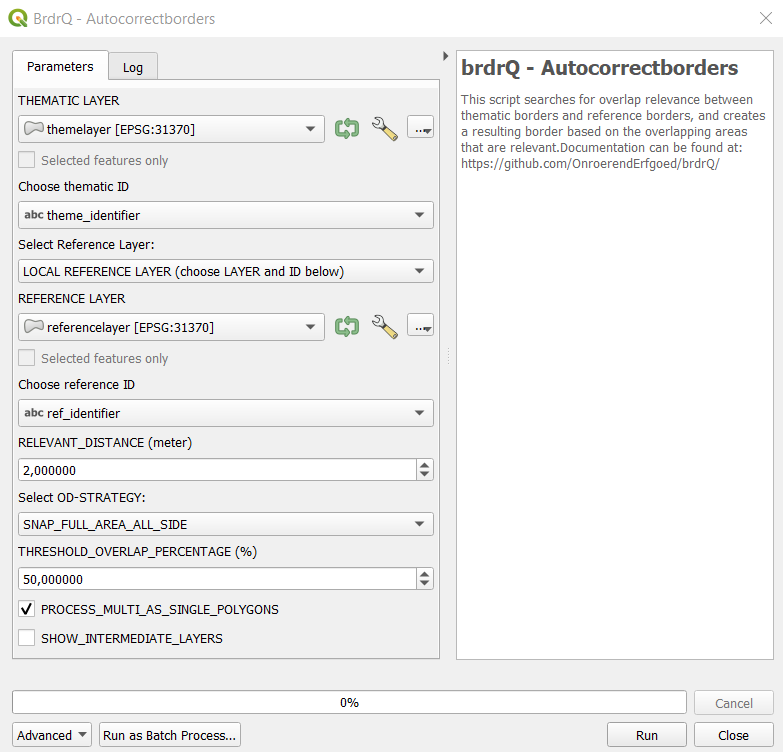 BrdrQ - Autocorrectborders
Parameters
Log
THEMATIC LAYER
themelayer [EPSG:31370]
...
Selected features only
Choose thematic ID
abc theme_identifier
Select Reference Layer:
LOCAL REFERENCE LAYER (choose LAYER and ID below)
REFERENCE LAYER
referencelayer [EPSG:31370]
...
Selected features only
Choose reference ID
abc ref_identifier
RELEVANT_DISTANCE (meter)
2,000000
Select OD-STRATEGY:
SNAP_FULL_AREA_ALL_SIDE
THRESHOLD_OVERLAP_PERCENTAGE (%)
50,000000
PROCESS_MULTI_AS_SINGLE_POLYGONS
SHOW_INTERMEDIATE_LAYERS
brdrQ - Autocorrectborders
This script searches for overlap relevance between
thematic borders and reference borders, and creates
a resulting border based on the overlapping areas
that are relevant.Documentation can be found at:
https://github.com/OnroerendErfgoed/brdrQ/
0%
Cancel
Advanced
Run as Batch Process...
Run
Close